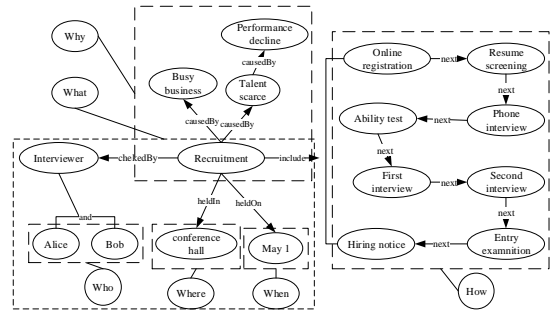 Why
What
Performance
decline
causedBy
Busy
business
Talent
scarce
causedBy
causedBy
Interviewer
chekedBy
Recruitment
include
and
heldIn
heldOn
Alice
Bob
conference
hall
May 1
Who
Where
When
Online
registration
next
Resume
screening
next
Ability test
next
Phone
interview
next
First
interview
next
Second
interview
next
Hiring notice
next
Entry
examnition
How